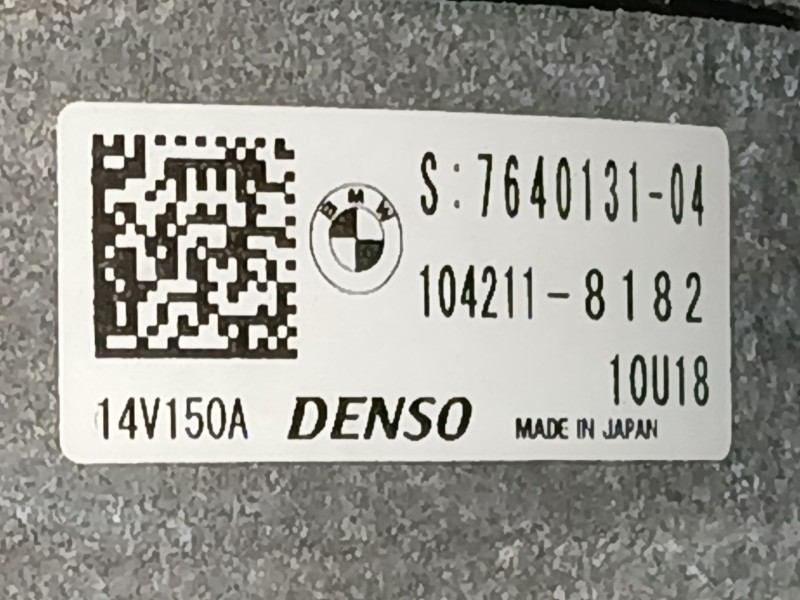 BMW
S:7640131-04
104211-8182
10U18
14V150A DENSO MADE IN JAPAN